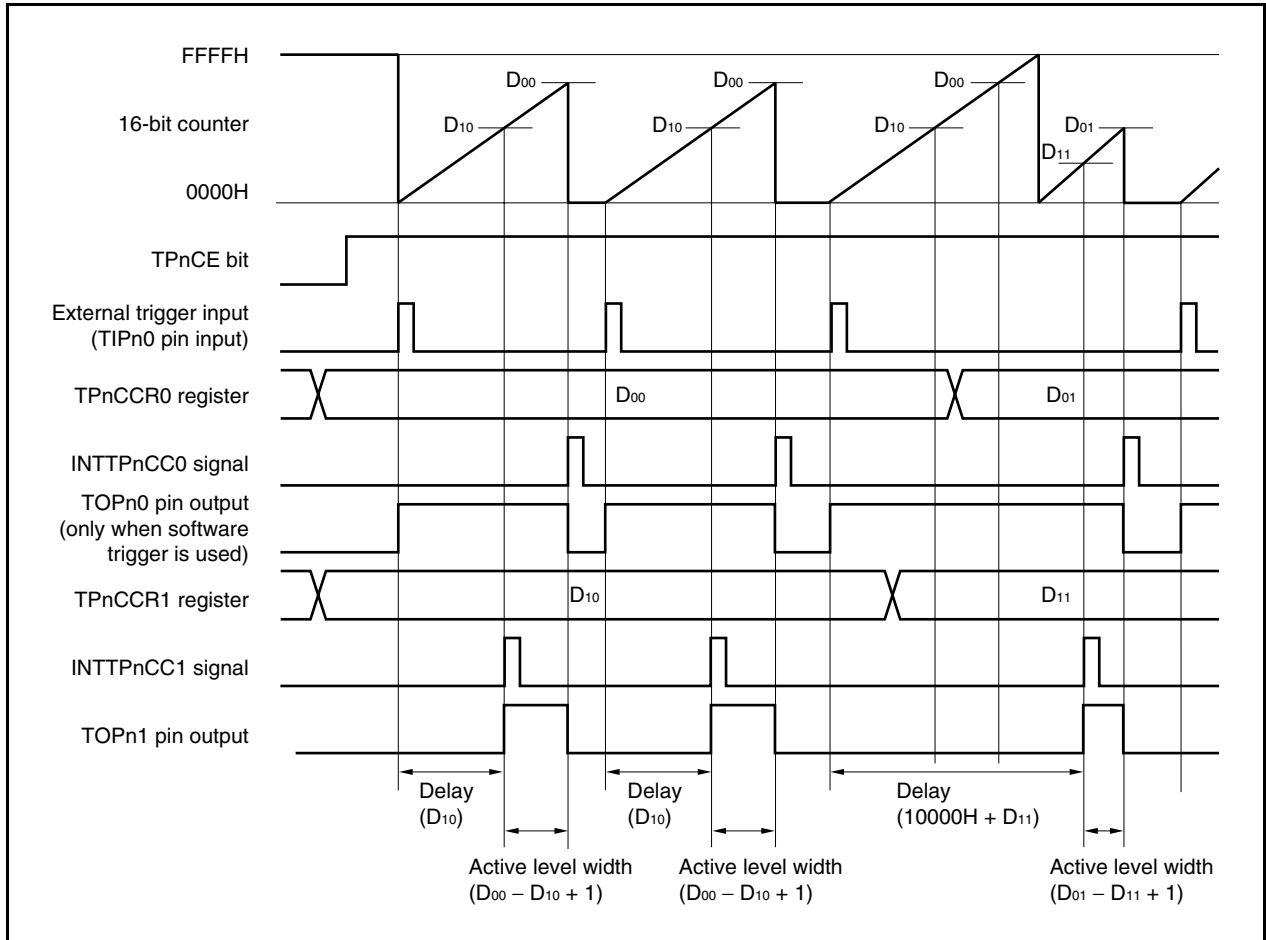 FFFFH
16-bit counter
0000H
D00
D10
D00
D10
D00
D10
D01
D11
TPnCE bit
External trigger input
(TIPn0 pin input)
TPnCCR0 register
D00
D01
INTTPnCC0 signal
TOPn0 pin output
(only when software
trigger is used)
TPnCCR1 register
D10
D11
INTTPnCC1 signal
TOPn1 pin output
Delay
(D10)
Delay
(D10)
Delay
(10000H + D11)
Active level width
(D00 − D10 + 1)
Active level width
(D00 − D10 + 1)
Active level width
(D01 − D11 + 1)